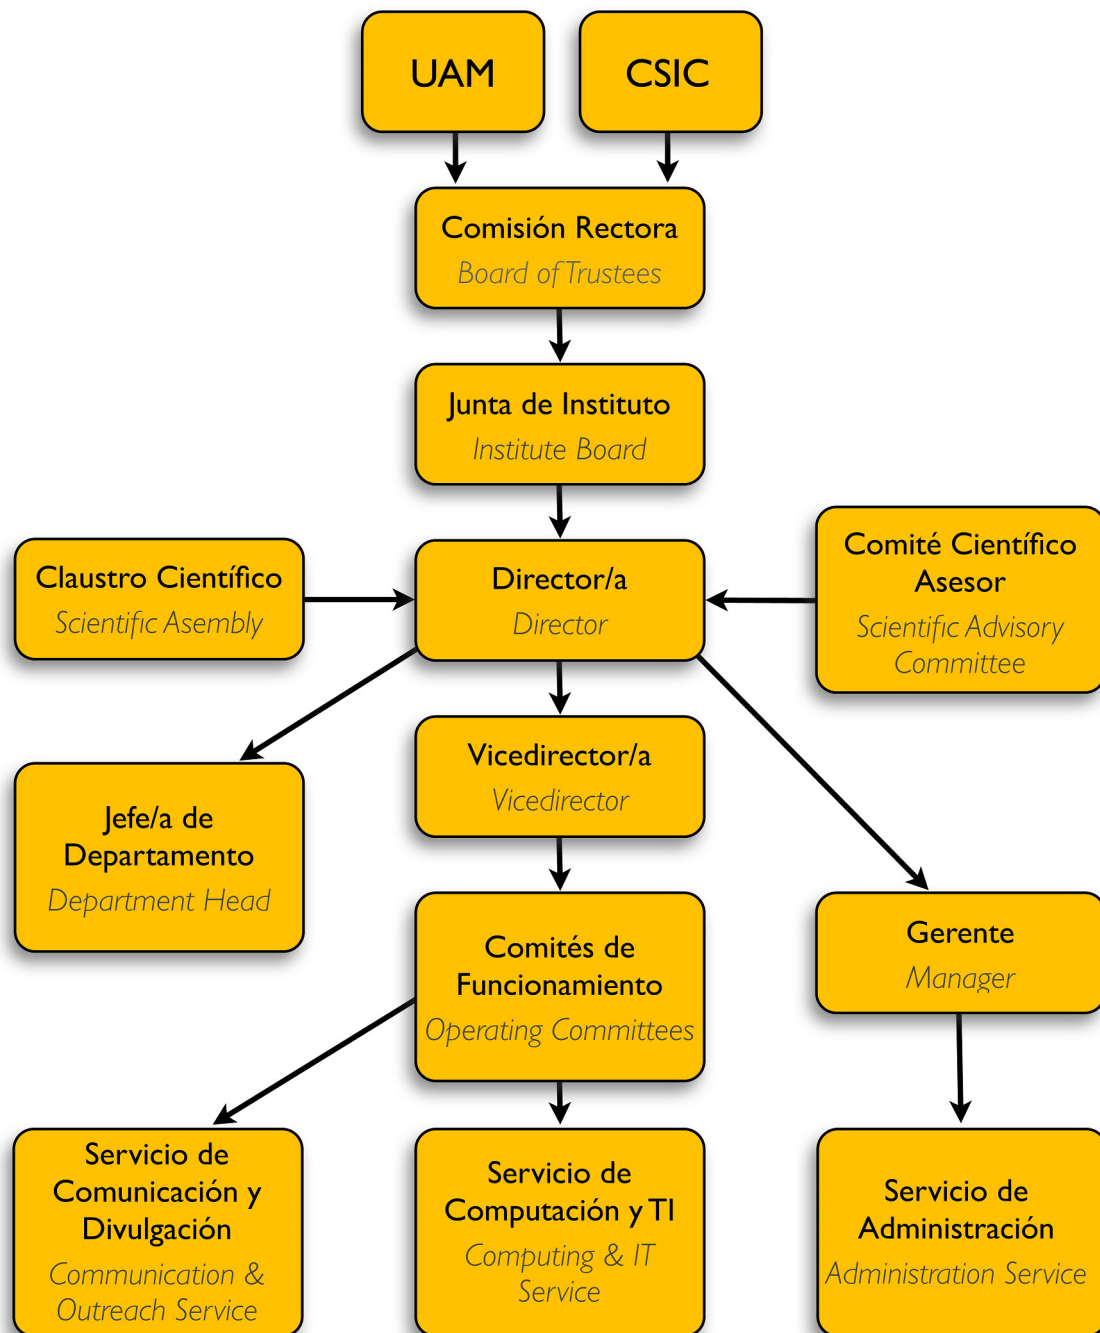 UAM
CSIC
Comisión Rectora
Board of Trustees
Junta de Instituto
Institute Board
Claustro Científico
Scientific Asembly
Director/a
Director
Comité Científico
Asesor
Scientific Advisory
Committee
Vicedirector/a
Vicedirector
Jefe/a de
Departamento
Department Head
Comités de
Funcionamiento
Operating Committees
Gerente
Manager
Servicio de
Comunicación y
Divulgación
Communication &
Outreach Service
Servicio de
Computación y TI
Computing & IT
Service
Servicio de
Administración
Administration Service